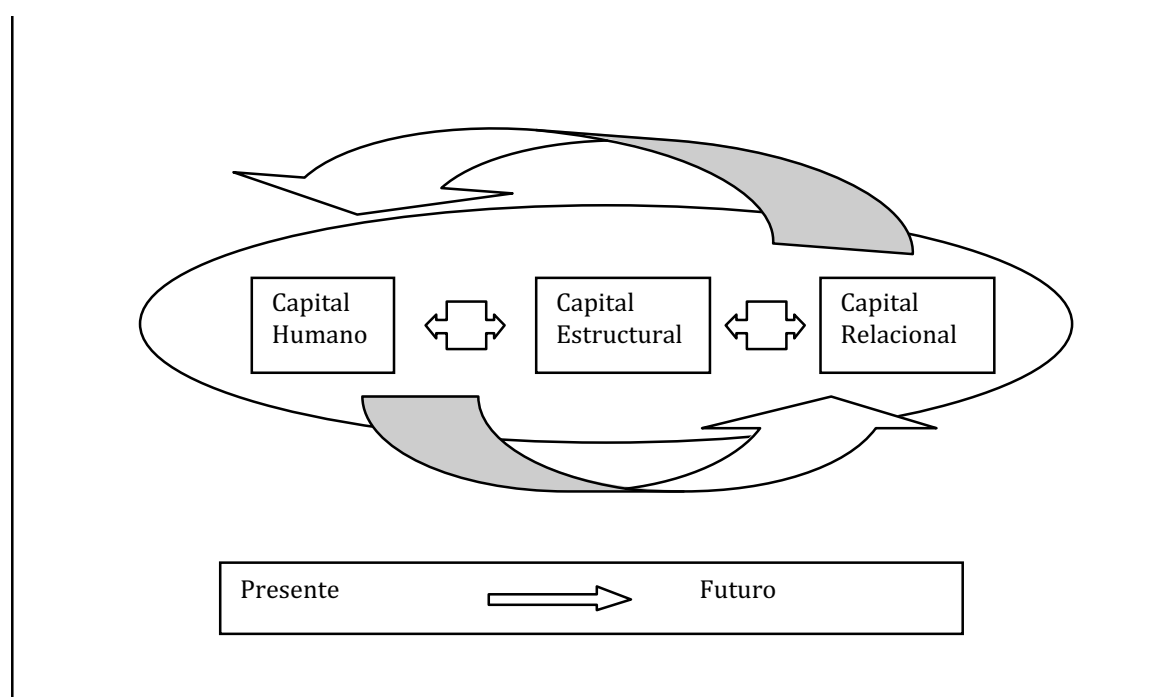 Capital
Humano
Capital
Estructural
Capital
Relacional
Presente
Futuro